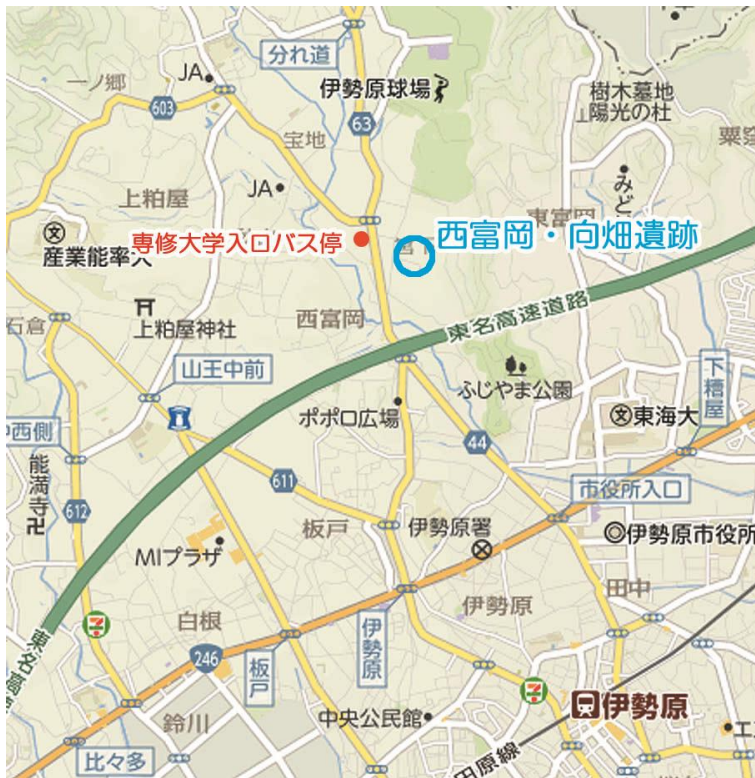 分れ道
一ノ郷
JA
伊勢原球場
樹木墓地
陽光の杜
603
63
宝地
粟窪
上粕屋
JA
みど
東富岡
専修大学入口バス停
西富岡・向畑遺跡
産業能率大
石倉
上粕屋神社
西富岡
東名高速道路
山王中前
ふじやま公園
下糟屋
ポポロ広場
東海大
中西側
44
能満寺
611
市役所入口
612
板戸
伊勢原署
伊勢原市役所
MIプラザ
田中
伊勢原
白根
伊勢原
東名高
246
板戸
鈴川
中央公民館
伊勢原
比々多
田原線